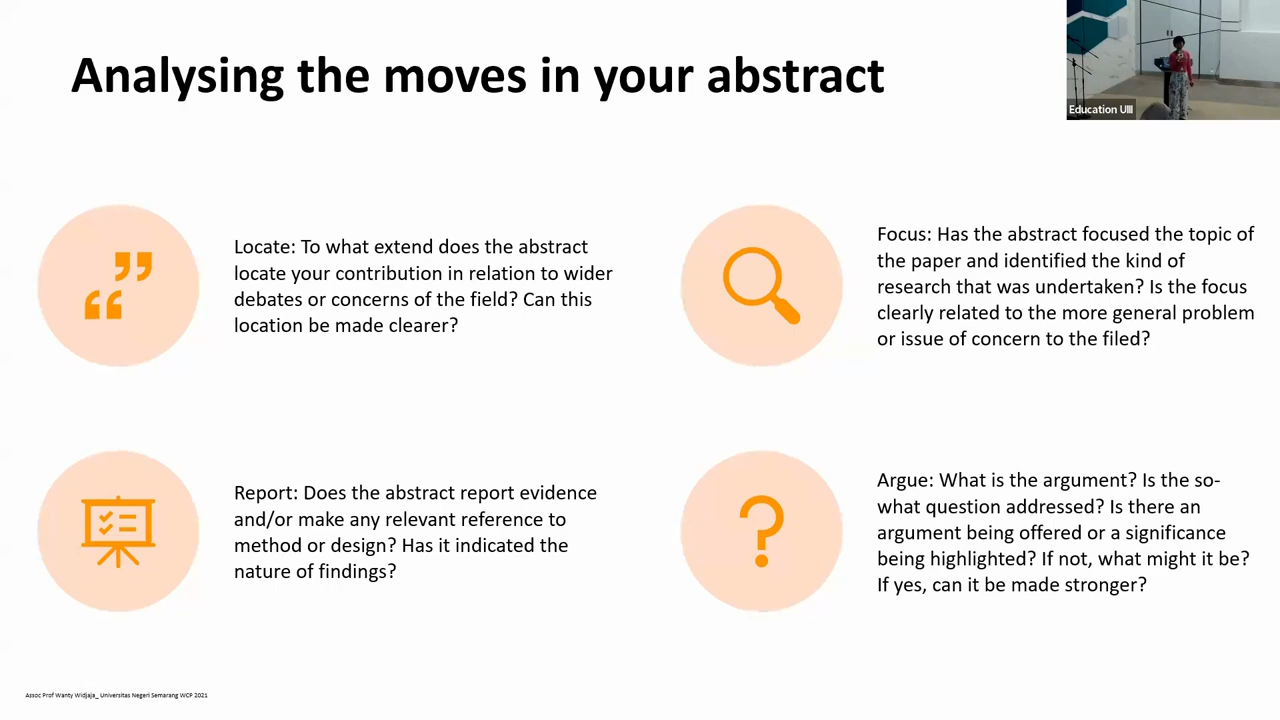 Analysing the moves in your abstract
Education UIII
Locate: To what extend does the abstract
locate your contribution in relation to wider
debates or concerns of the field? Can this
location be made clearer?
Focus: Has the abstract focused the topic of
the paper and identified the kind of
research that was undertaken? Is the focus
clearly related to the more general problem
or issue of concern to the filed?
Report: Does the abstract report evidence
and/or make any relevant reference to
method or design? Has it indicated the
nature of findings?
Argue: What is the argument? Is the so-
what question addressed? Is there an
argument being offered or a significance
being highlighted? If not, what might it be?
If yes, can it be made stronger?
Assoc Prof Wanty Widjaja_ Universitas Negeri Semarang WCP 2021